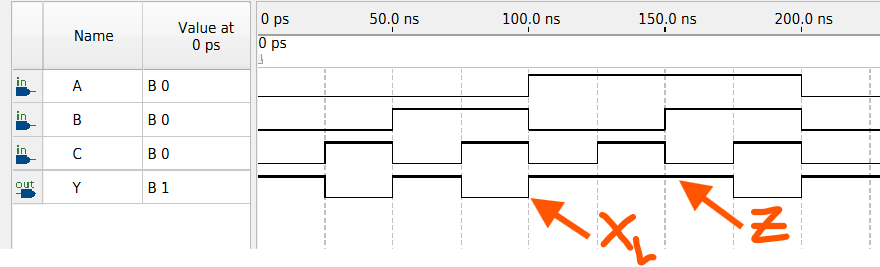 Name
Value at
0 ps
0 ps 50.0 ns 100.0 ns 150.0 ns 200.0 ns
0 ps
in A B 0
in B B 0
in C B 0
out Y B 1
X
Z